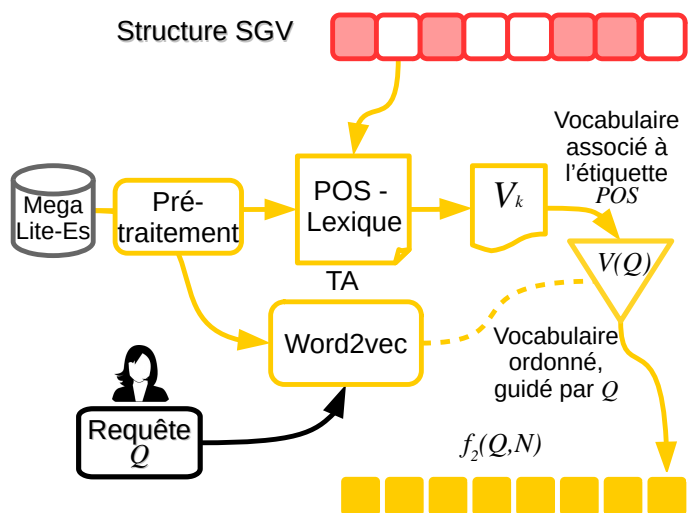 Structure SGV
Vocabulaire
associé à
l'étiquette
POS
Mega
Lite-Es
Pré-
traitement
POS -
Lexique
V_k
V(Q)
TA
Word2vec
Vocabulaire
ordonné,
guidé par Q
Requête
Q
f_2(Q,N)